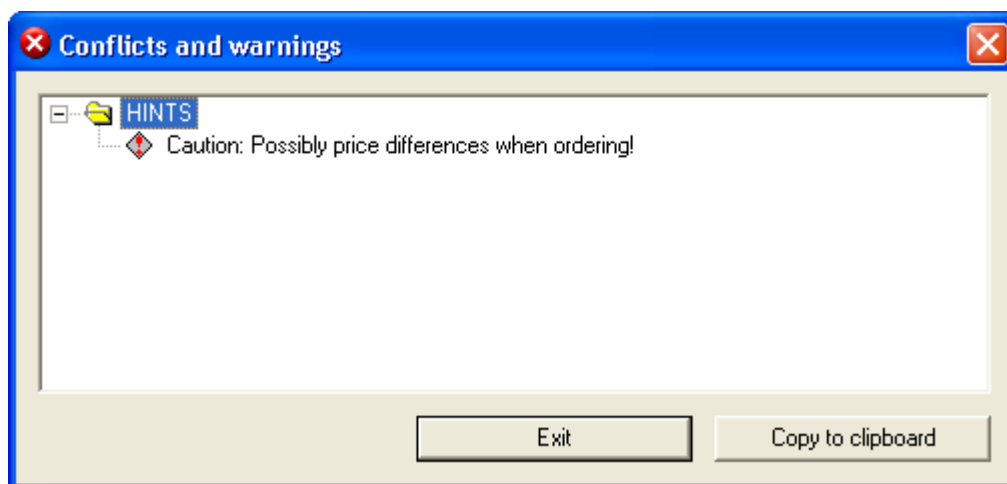 Conflicts and warnings
HINTS
Caution: Possibly price differences when ordering!
Exit
Copy to clipboard